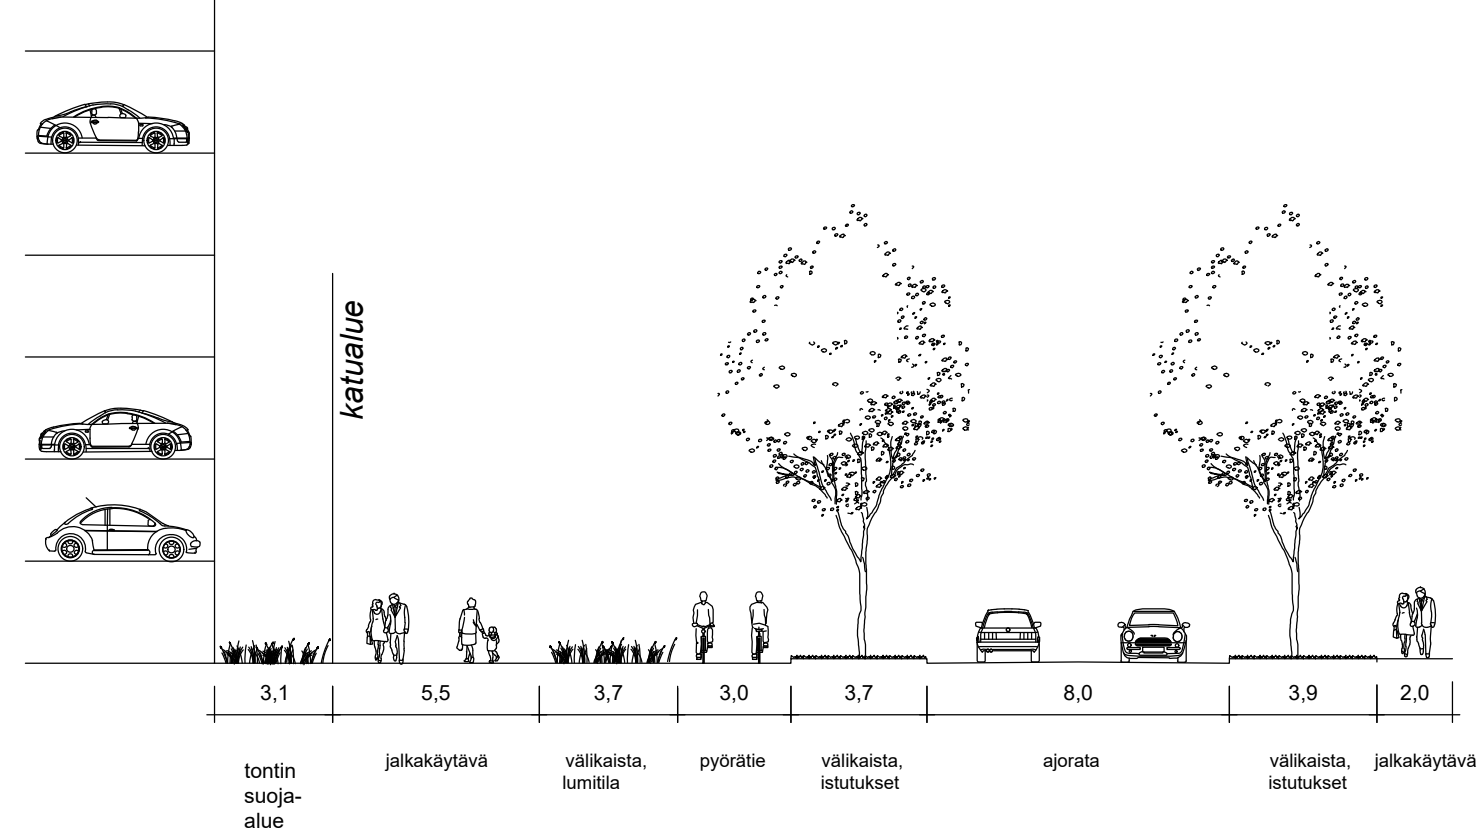 katualue
3,1 5,5 3,7 3,0 3,7 8,0 3,9 2,0
tontin
suoja-
alue
jalkakäytävä
välikaista,
lumitila
pyörätie
välikaista,
istutukset
ajorata
välikaista,
istutukset
jalkakäytävä